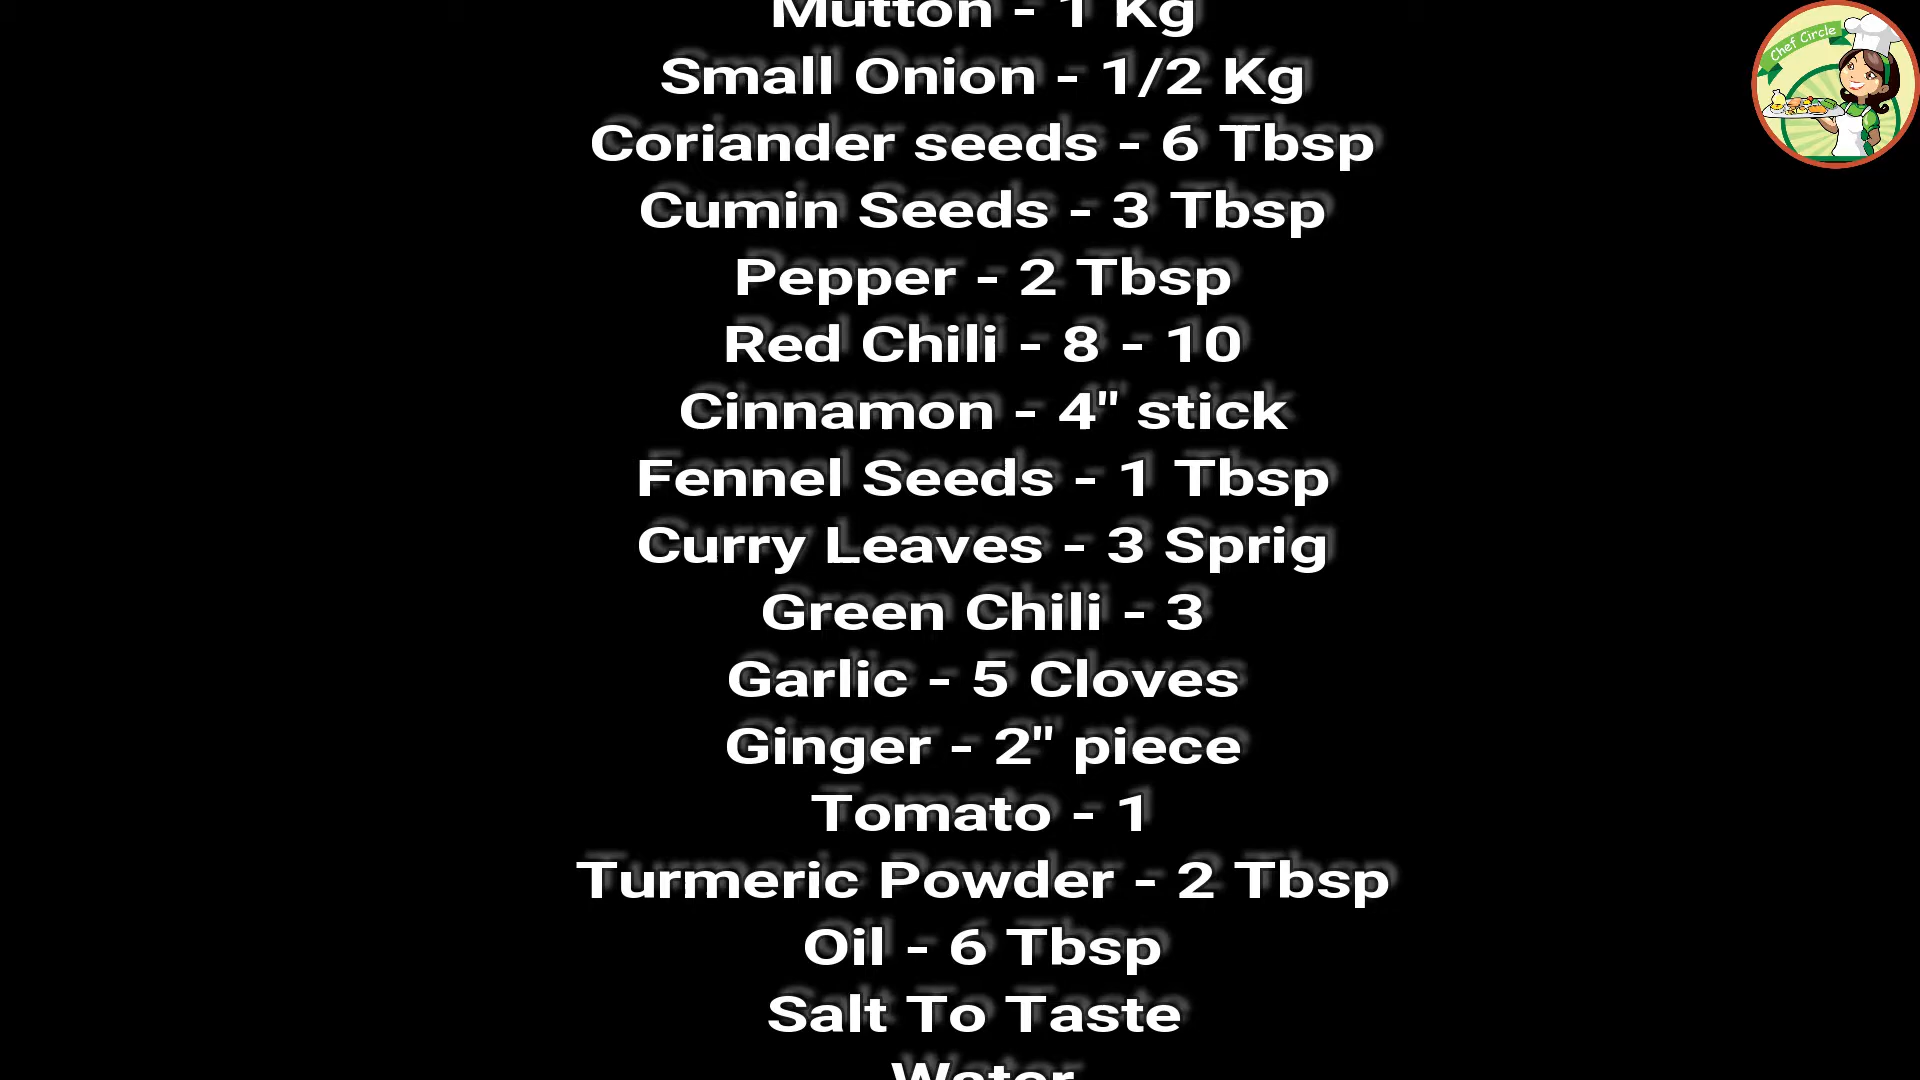 Mutton - 1 Kg
Small Onion - 1/2 Kg
Coriander seeds - 6 Tbsp
Cumin Seeds - 3 Tbsp
Pepper - 2 Tbsp
Red Chili - 8 - 10
Cinnamon - 4" stick
Fennel Seeds - 1 Tbsp
Curry Leaves - 3 Sprig
Green Chili - 3
Garlic - 5 Cloves
Ginger - 2" piece
Tomato - 1
Turmeric Powder - 2 Tbsp
Oil - 6 Tbsp
Salt To Taste
Water
Chef Circle